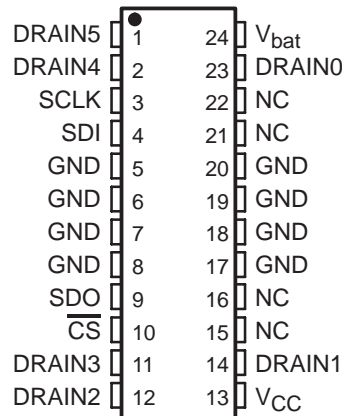 DRAIN5 1 24 Vbat
DRAIN4 2 23 DRAIN0
SCLK 3 22 NC
SDI 4 21 NC
GND 5 20 GND
GND 6 19 GND
GND 7 18 GND
GND 8 17 GND
SDO 9 16 NC
C̅S̅ 10 15 NC
DRAIN3 11 14 DRAIN1
DRAIN2 12 13 VCC